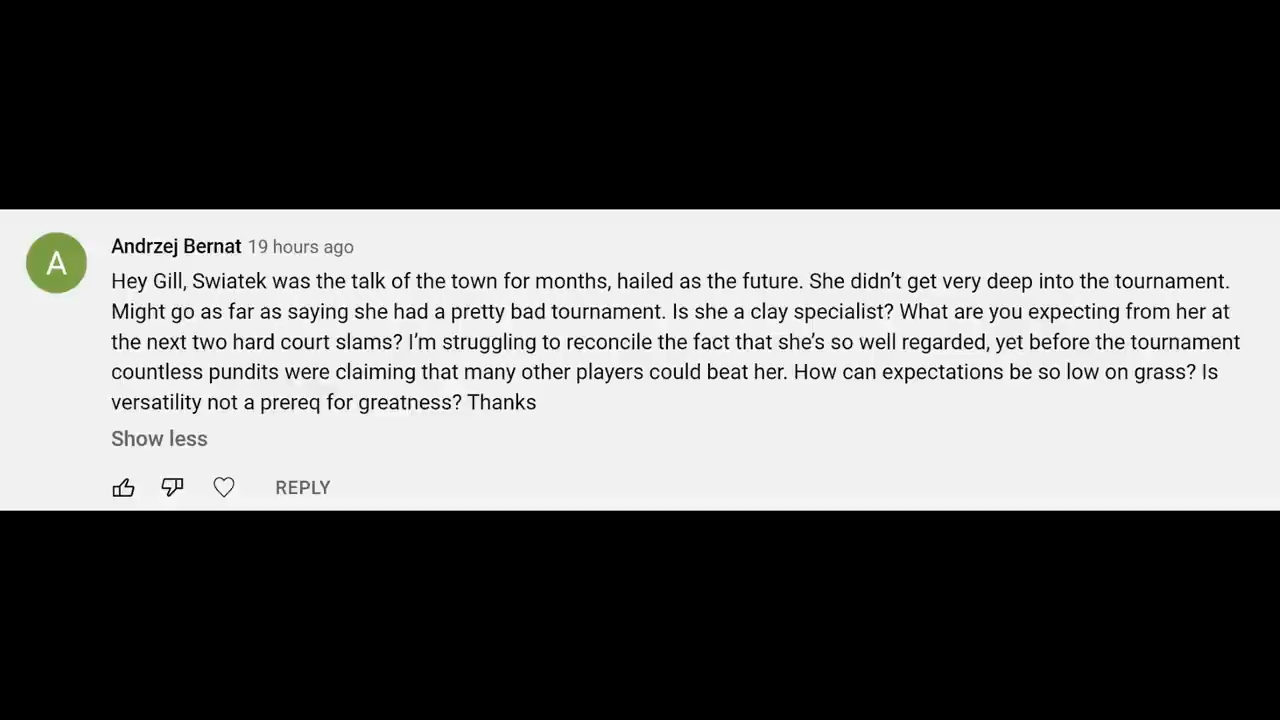 A
Andrzej Bernat 19 hours ago
Hey Gill, Swiatek was the talk of the town for months, hailed as the future. She didn’t get very deep into the tournament.
Might go as far as saying she had a pretty bad tournament. Is she a clay specialist? What are you expecting from her at
the next two hard court slams? I’m struggling to reconcile the fact that she’s so well regarded, yet before the tournament
countless pundits were claiming that many other players could beat her. How can expectations be so low on grass? Is
versatility not a prereq for greatness? Thanks
Show less
REPLY